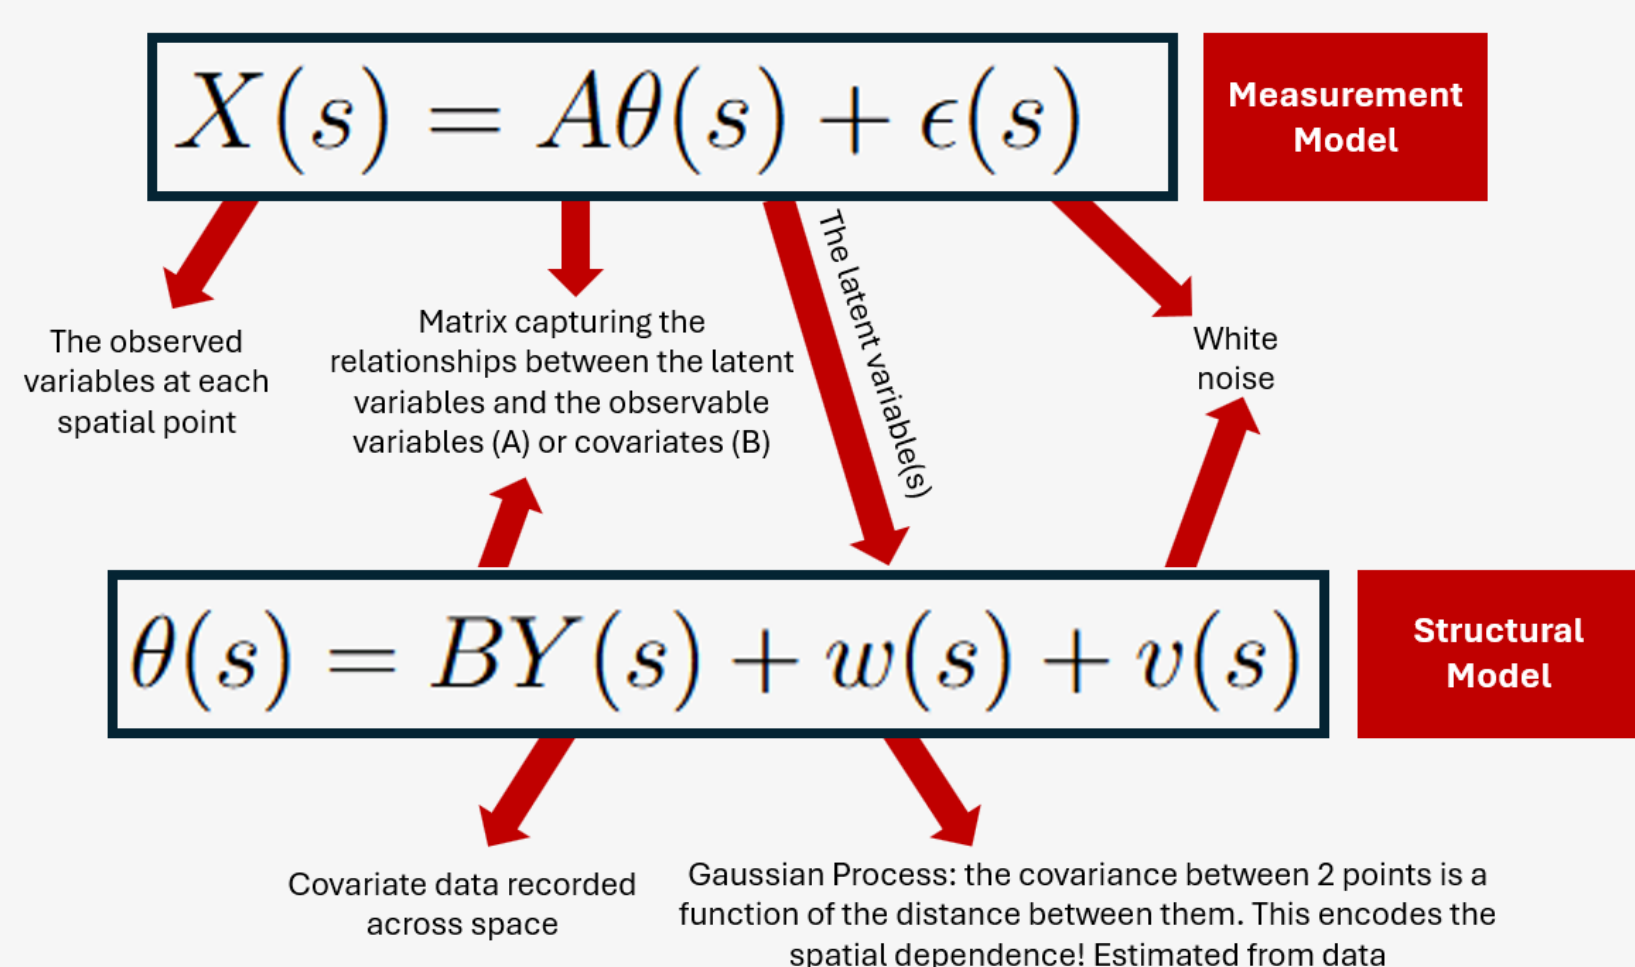 X(s) = Aθ(s) + ϵ(s)
Measurement
Model
The observed
variables at each
spatial point
Matrix capturing the
relationships between the latent
variables and the observable
variables (A) or covariates (B)
The latent variable(s)
White
noise
θ(s) = BY(s) + w(s) + v(s)
Structural
Model
Covariate data recorded
across space
Gaussian Process: the covariance between 2 points is a
function of the distance between them. This encodes the
spatial dependence! Estimated from data